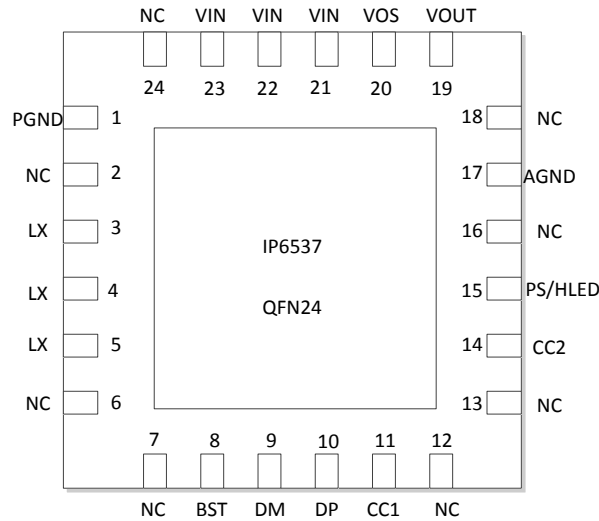 NC VIN VIN VIN VOS VOUT
24 23 22 21 20 19
PGND 1 18 NC
NC 2 17 AGND
LX 3 16 NC
IP6537
LX 4 15 PS/HLED
QFN24
LX 5 14 CC2
NC 6 13 NC
7 8 9 10 11 12
NC BST DM DP CC1 NC